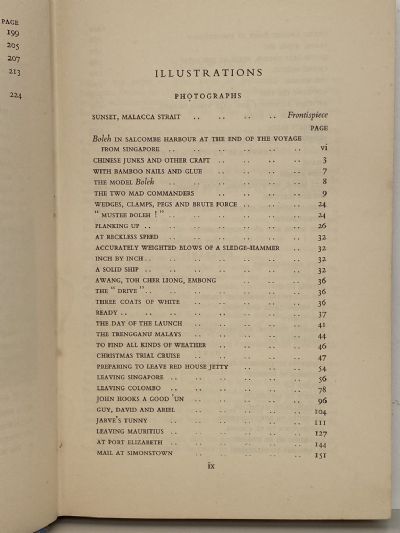 PAGE
199
205
207
213
224
ILLUSTRATIONS
PHOTOGRAPHS
SUNSET, MALACCA STRAIT .. .. .. .. Frontispiece
PAGE
Boleh IN SALCOMBE HARBOUR AT THE END OF THE VOYAGE
FROM SINGAPORE .. .. .. .. .. .. vi
CHINESE JUNKS AND OTHER CRAFT .. .. .. .. 3
WITH BAMBOO NAILS AND GLUE .. .. .. .. 7
THE MODEL Boleh .. .. .. .. .. .. 8
THE TWO MAD COMMANDERS .. .. .. .. 9
WEDGES, CLAMPS, PEGS AND BRUTE FORCE .. .. .. 24
" MUSTEE BOLEH ! " .. .. .. .. .. .. 24
PLANKING UP .. .. .. .. .. .. .. 26
AT RECKLESS SPEED .. .. .. .. .. .. 32
ACCURATELY WEIGHTED BLOWS OF A SLEDGE-HAMMER .. 32
INCH BY INCH .. .. .. .. .. .. .. 32
A SOLID SHIP .. .. .. .. .. .. .. 32
AWANG, TOH CHER LIONG, EMBONG .. .. .. .. 36
THE " DRIVE " .. .. .. .. .. .. .. 36
THREE COATS OF WHITE .. .. .. .. .. 36
READY .. .. .. .. .. .. .. .. 37
THE DAY OF THE LAUNCH .. .. .. .. .. 41
THE TRENGGANU MALAYS .. .. .. .. .. 44
TO FIND ALL KINDS OF WEATHER .. .. .. .. 46
CHRISTMAS TRIAL CRUISE .. .. .. .. .. 47
PREPARING TO LEAVE RED HOUSE JETTY .. .. .. 54
LEAVING SINGAPORE .. .. .. .. .. .. 56
LEAVING COLOMBO .. .. .. .. .. .. 78
JOHN HOOKS A GOOD 'UN .. .. .. .. .. 96
GUY, DAVID AND ARIEL .. .. .. .. .. 104
JARVE'S TUNNY .. .. .. .. .. .. 111
LEAVING MAURITIUS .. .. .. .. .. .. 127
AT PORT ELIZABETH .. .. .. .. .. .. 144
MAIL AT SIMONSTOWN .. .. .. .. .. 151
ix